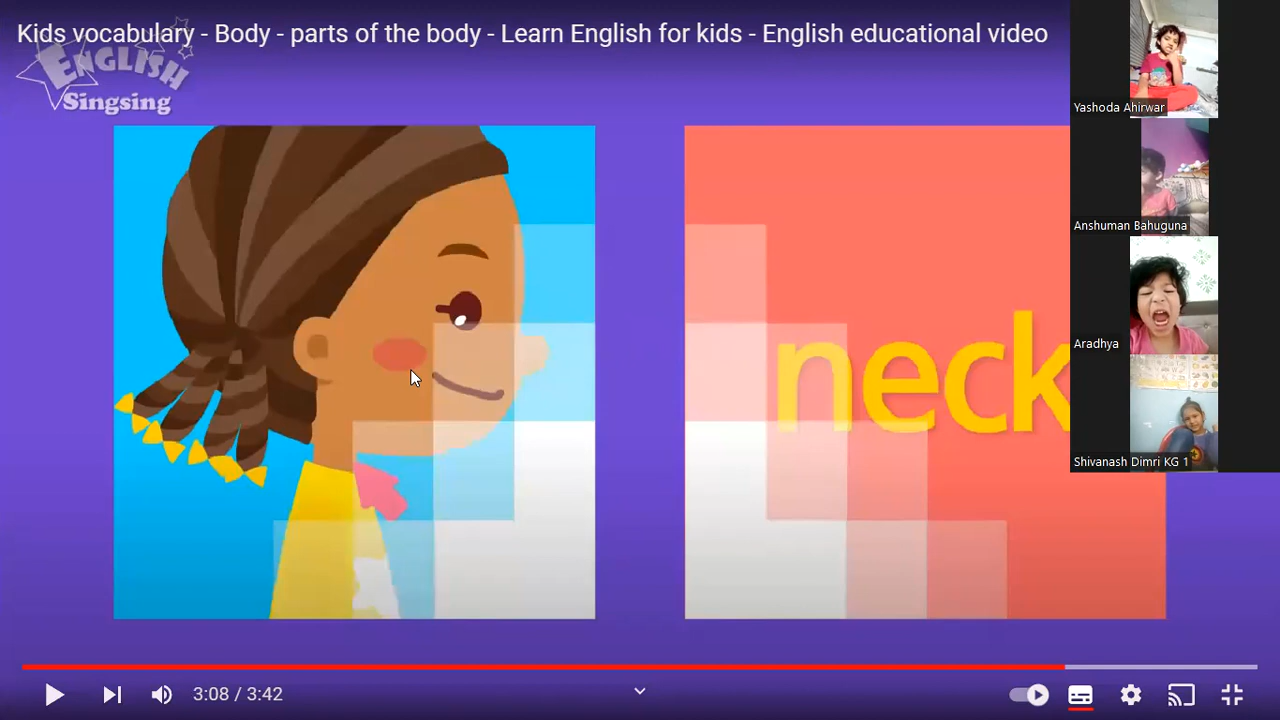 Kids vocabulary - Body - parts of the body - Learn English for kids - English educational video
ENGLISH
Singsing
neck
Yashoda Ahirwar
Anshuman Bahuguna
Aradhya
Shivanash Dimri KG 1
3:08 / 3:42